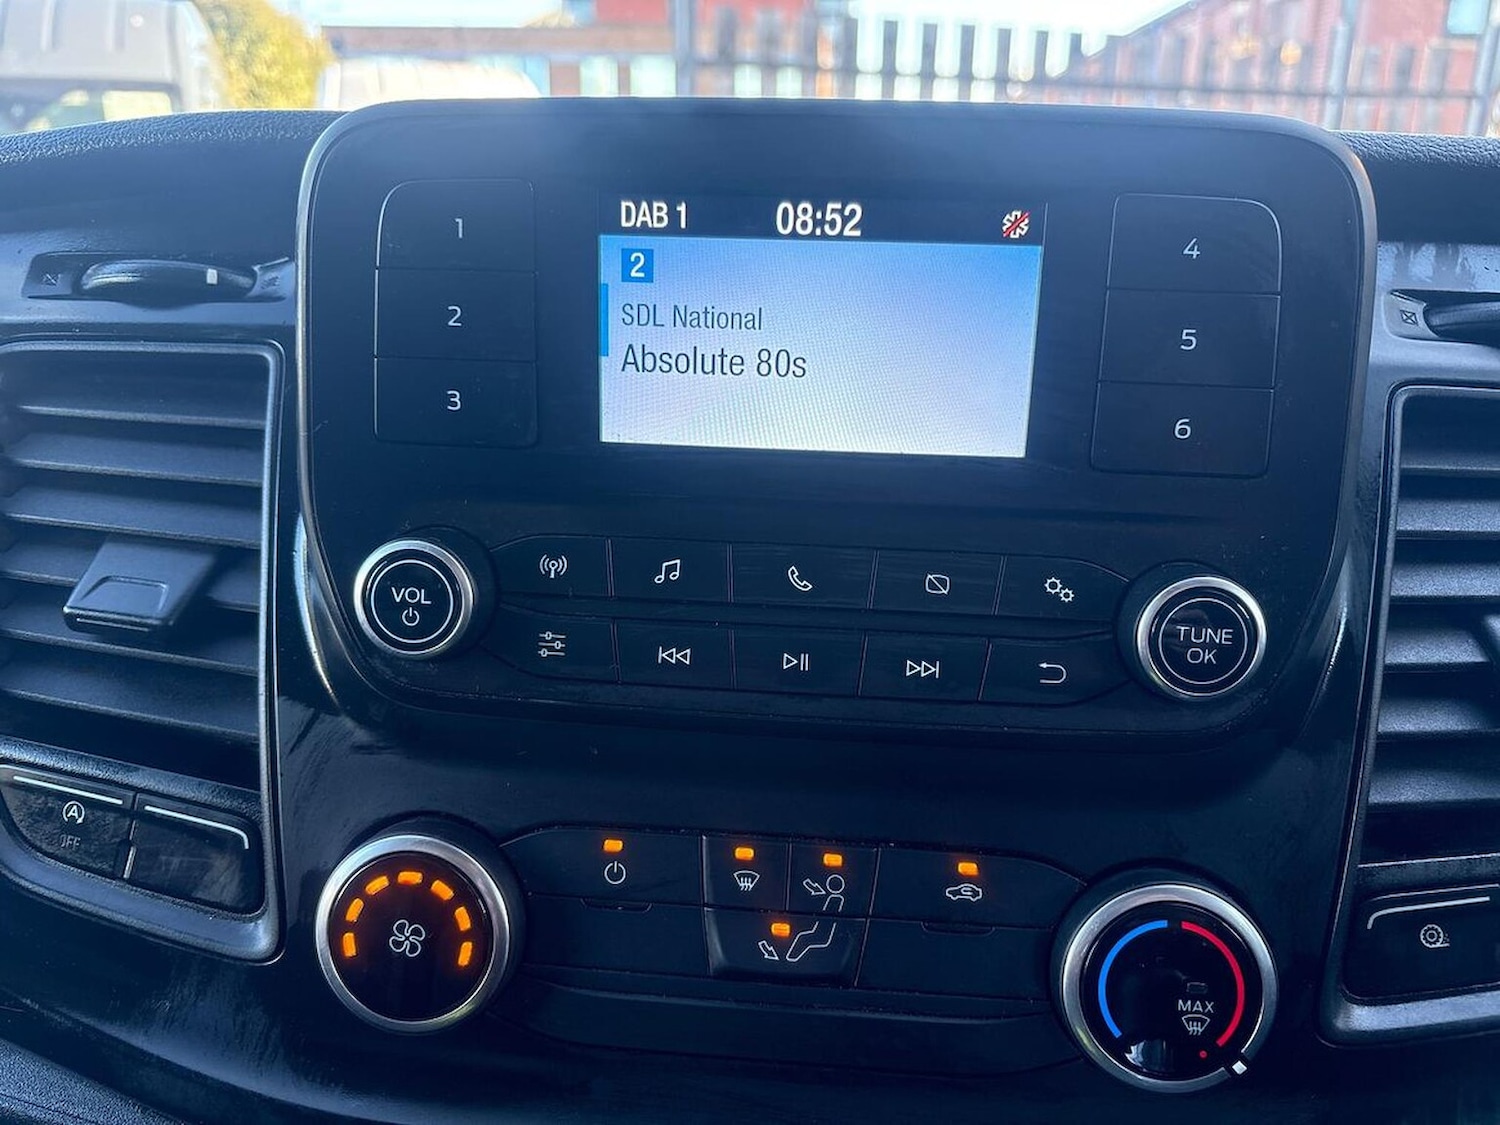 DAB 1 08:52
2
SDL National
Absolute 80s
1
2
3
4
5
6
VOL
TUNE
OK
A
OFF
MAX